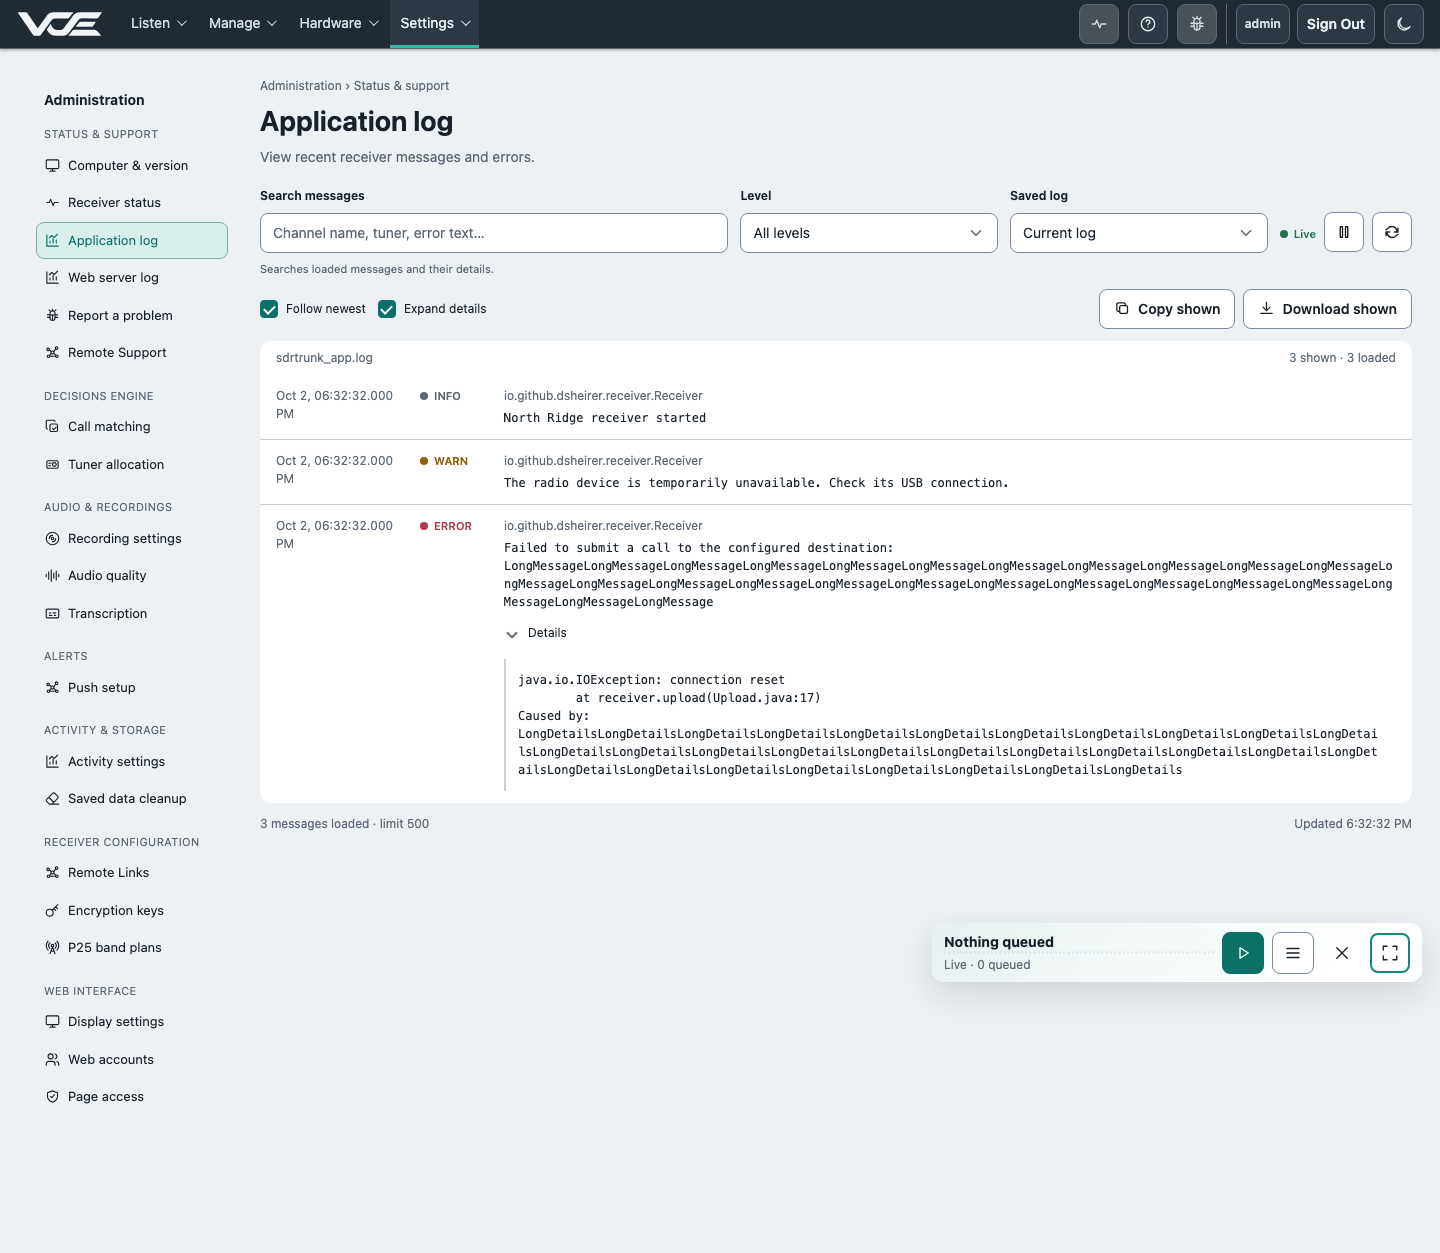 VCE
Listen
Manage
Hardware
Settings
admin
Sign Out
Administration
STATUS & SUPPORT
Computer & version
Receiver status
Application log
Web server log
Report a problem
Remote Support
DECISIONS ENGINE
Call matching
Tuner allocation
AUDIO & RECORDINGS
Recording settings
Audio quality
Transcription
ALERTS
Push setup
ACTIVITY & STORAGE
Activity settings
Saved data cleanup
RECEIVER CONFIGURATION
Remote Links
Encryption keys
P25 band plans
WEB INTERFACE
Display settings
Web accounts
Page access
Administration › Status & support
Application log
View recent receiver messages and errors.
Search messages
Level
Saved log
Channel name, tuner, error text...
All levels
Current log
Live
Searches loaded messages and their details.
Follow newest
Expand details
Copy shown
Download shown
sdrtrunk_app.log
3 shown · 3 loaded
Oct 2, 06:32:32.000 PM
INFO
io.github.dsheirer.receiver.Receiver
North Ridge receiver started
Oct 2, 06:32:32.000 PM
WARN
io.github.dsheirer.receiver.Receiver
The radio device is temporarily unavailable. Check its USB connection.
Oct 2, 06:32:32.000 PM
ERROR
io.github.dsheirer.receiver.Receiver
Failed to submit a call to the configured destination:
LongMessageLongMessageLongMessageLongMessageLongMessageLongMessageLongMessageLongMessageLongMessageLongMessageLongMessageLo
ngMessageLongMessageLongMessageLongMessageLongMessageLongMessageLongMessageLongMessageLongMessageLongMessageLongMessageLong
MessageLongMessageLongMessage
Details
java.io.IOException: connection reset
at receiver.upload(Upload.java:17)
Caused by:
LongDetailsLongDetailsLongDetailsLongDetailsLongDetailsLongDetailsLongDetailsLongDetailsLongDetailsLongDetailsLongDetai
lsLongDetailsLongDetailsLongDetailsLongDetailsLongDetailsLongDetailsLongDetailsLongDetailsLongDetailsLongDetailsLongDet
ailsLongDetailsLongDetailsLongDetailsLongDetailsLongDetailsLongDetailsLongDetailsLongDetails
3 messages loaded · limit 500
Updated 6:32:32 PM
Nothing queued
Live · 0 queued